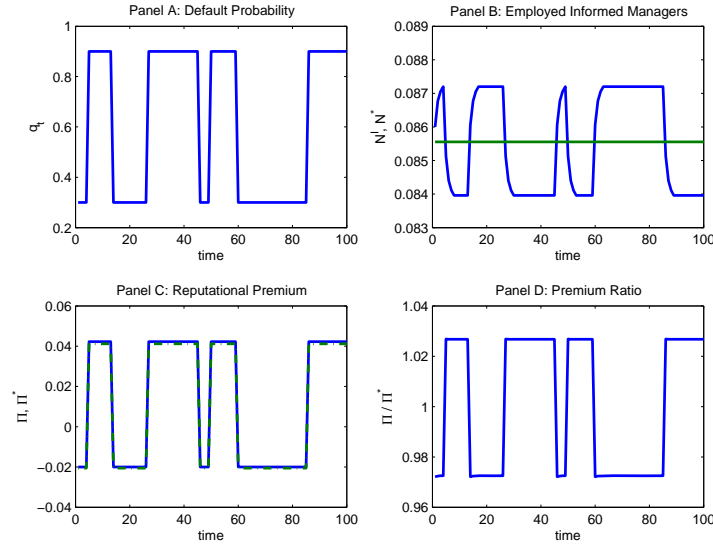 Panel A: Default Probability
1
0.8
0.6
0.4
0.2
q_t
0 20 40 60 80 100
time
Panel B: Employed Informed Managers
0.089
0.088
0.087
0.086
0.085
0.084
0.083
N^I, N^*
0 20 40 60 80 100
time
Panel C: Reputational Premium
0.06
0.04
0.02
0
−0.02
−0.04
Π, Π^*
0 20 40 60 80 100
time
Panel D: Premium Ratio
1.04
1.02
1
0.98
0.96
Π / Π^*
0 20 40 60 80 100
time